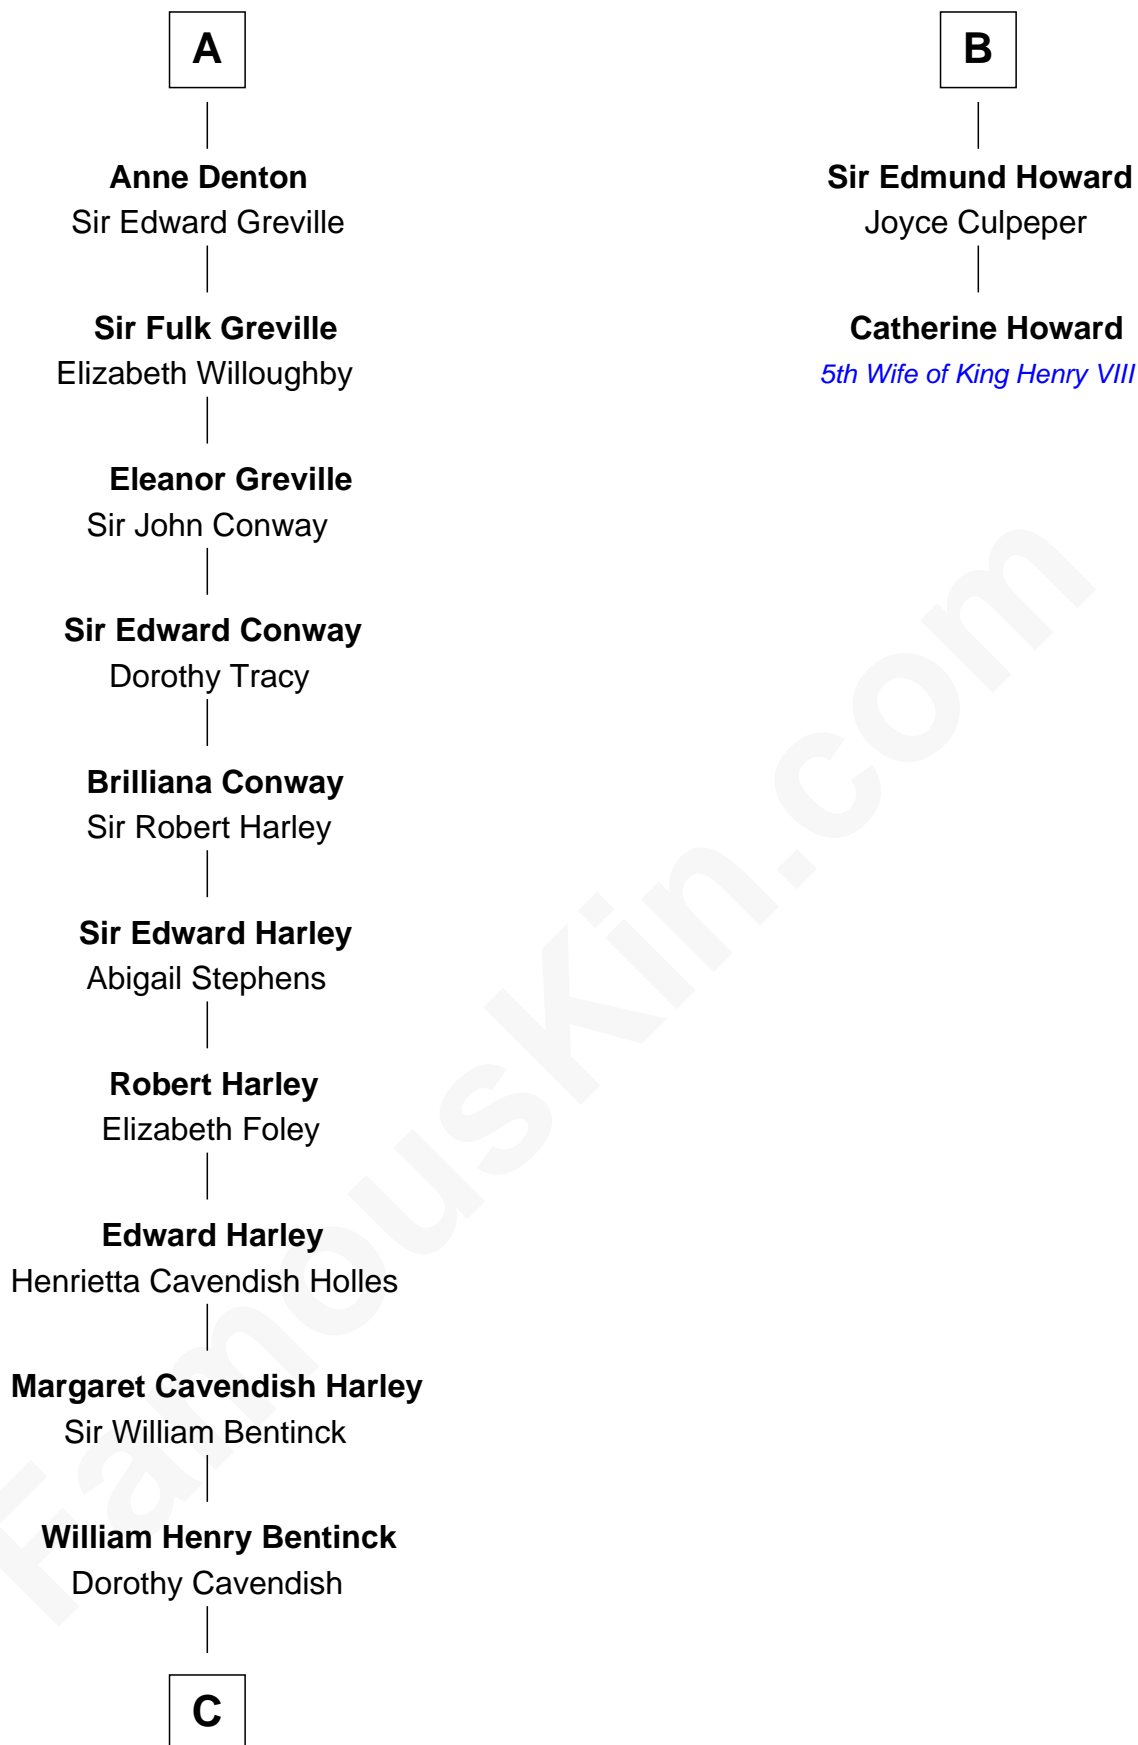 A
Anne Denton
Sir Edward Greville
Sir Fulk Greville
Elizabeth Willoughby
Eleanor Greville
Sir John Conway
Sir Edward Conway
Dorothy Tracy
Brilliana Conway
Sir Robert Harley
Sir Edward Harley
Abigail Stephens
Robert Harley
Elizabeth Foley
Edward Harley
Henrietta Cavendish Holles
Margaret Cavendish Harley
Sir William Bentinck
William Henry Bentinck
Dorothy Cavendish
C
B
Sir Edmund Howard
Joyce Culpeper
Catherine Howard
5th Wife of King Henry VIII
FamousKin.com